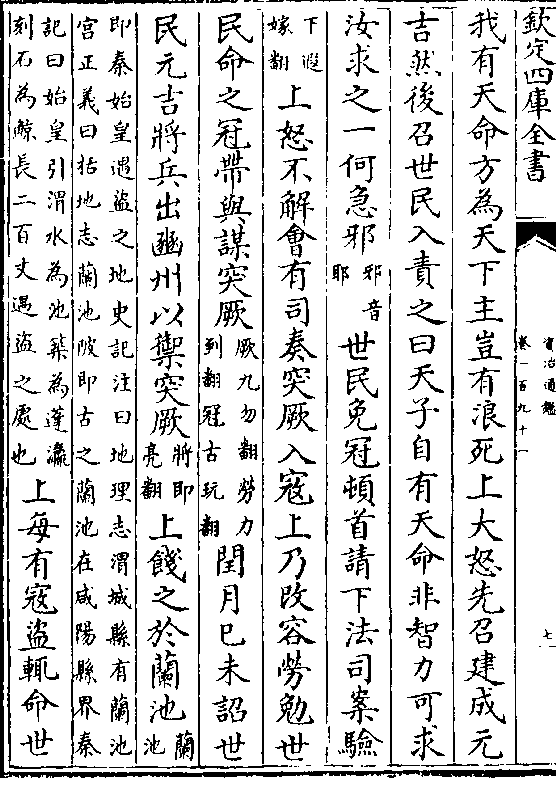 欽定四庫全書
資治通鑑
卷一百九十一
七
我有天命方為天下主豈有浪死上大怒先召建成元
吉然後召世民入責之曰天子自有天命非智力可求
汝求之一何急邪邪音耶世民免冠頓首請下法司案驗
下遐嫁翻上怒不解會有司奏突厥入寇上乃改容勞勉世
民命之冠帶與謀突厥厥九勿翻勞力到翻冠古玩翻閏月己未詔世
民元吉將兵出豳州以禦突厥將即亮翻上餞之於蘭池蘭池
即秦始皇遇盜之地史記注曰地理志渭城縣有蘭池
宮正義曰括地志蘭池陂即古之蘭池在咸陽縣界秦
記曰始皇引渭水為池築為蓬瀛
刻石為鯨長二百丈遇盜之處也上每有寇盜輒命世